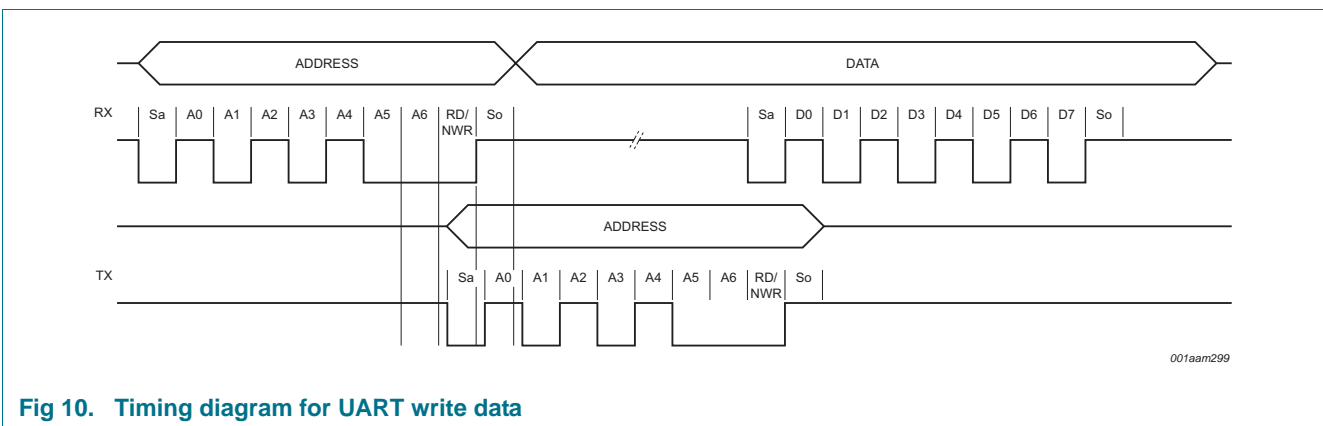 ADDRESS DATA
RX Sa A0 A1 A2 A3 A4 A5 A6 RD/ So Sa D0 D1 D2 D3 D4 D5 D6 D7 So
NWR
ADDRESS
TX Sa A0 A1 A2 A3 A4 A5 A6 RD/ So
NWR
001aam299
Fig 10. Timing diagram for UART write data